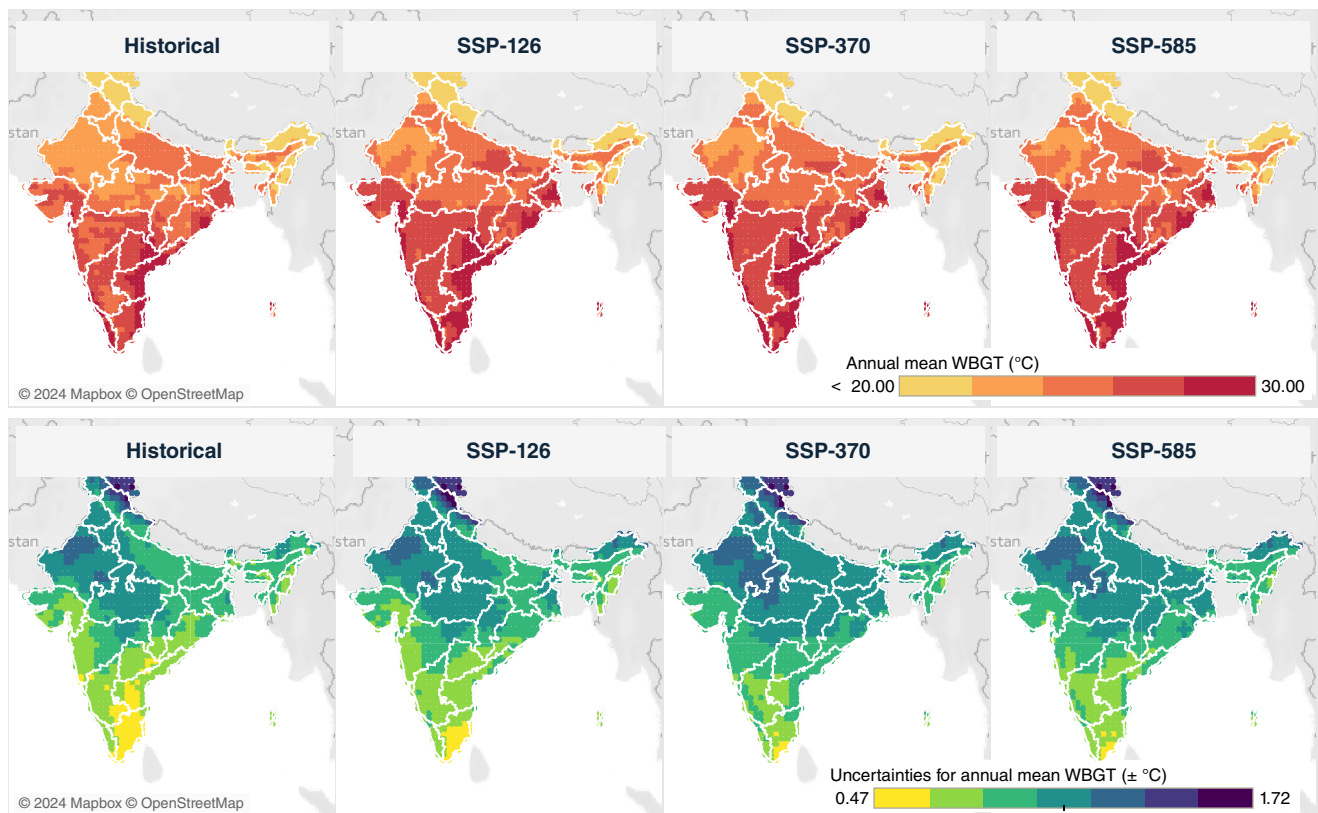 Historical
SSP-126
SSP-370
SSP-585
stan
stan
stan
stan
Annual mean WBGT (°C)
< 20.00
30.00
© 2024 Mapbox © OpenStreetMap
Historical
SSP-126
SSP-370
SSP-585
stan
stan
stan
stan
Uncertainties for annual mean WBGT (± °C)
0.47
1.72
© 2024 Mapbox © OpenStreetMap